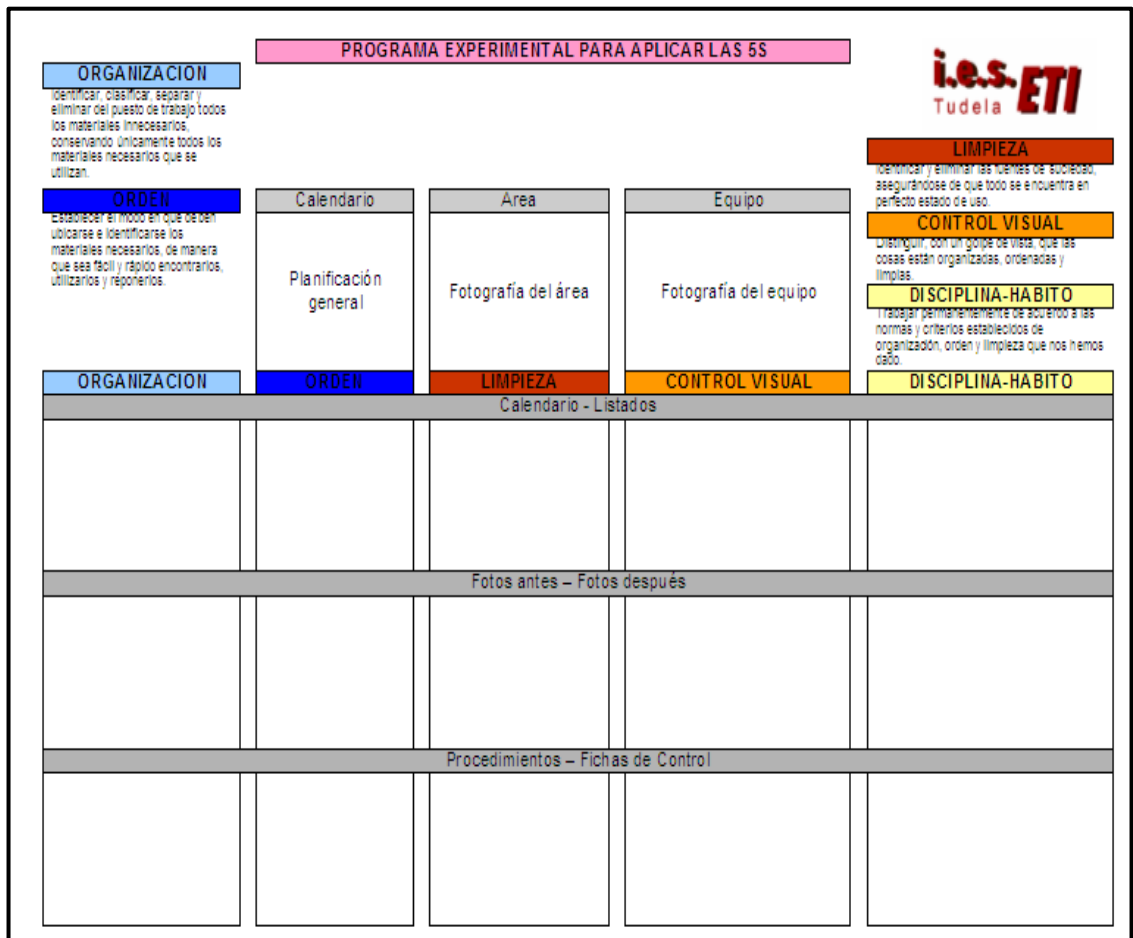 PROGRAMA EXPERIMENTAL PARA APLICAR LAS 5S
i.e.s. ETI
Tudela
ORGANIZACION
Identificar, clasificar, separar y
eliminar del puesto de trabajo todos
los materiales innecesarios,
conservando únicamente todos los
materiales necesarios que se
utilizan.
ORDEN
Establecer el modo en que deben
ubicarse e identificarse los
materiales necesarios, de manera
que sea fácil y rápido encontrarlos,
utilizarlos y reponerlos.
Calendario
Planificación
general
Area
Fotografía del área
Equipo
Fotografía del equipo
LIMPIEZA
Identificar y eliminar las fuentes de suciedad,
asegurándose de que todo se encuentra en
perfecto estado de uso.
CONTROL VISUAL
Distinguir, con un golpe de vista, que las
cosas están organizadas, ordenadas y
limpias.
DISCIPLINA-HABITO
Trabajar permanentemente de acuerdo a las
normas y criterios establecidos de
organización, orden y limpieza que nos hemos
dado.
ORGANIZACION
ORDEN
LIMPIEZA
CONTROL VISUAL
DISCIPLINA-HABITO
Calendario - Listados
Fotos antes – Fotos después
Procedimientos – Fichas de Control